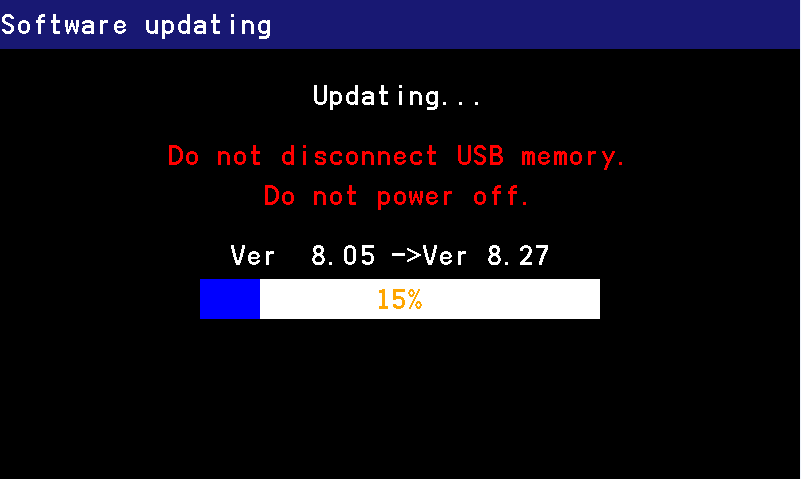 Software updating
Updating...
Do not disconnect USB memory.
Do not power off.
Ver  8.05 ->Ver 8.27
15%